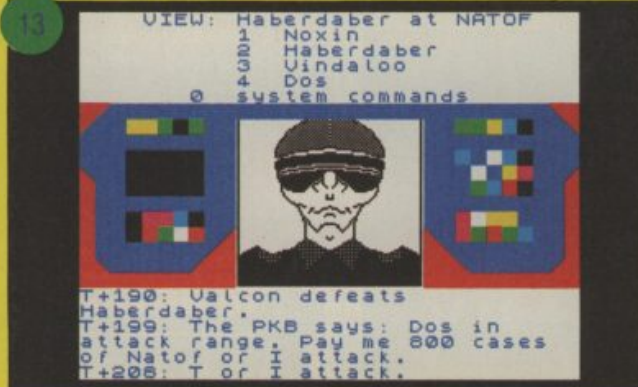 13
VIEW: Haberdaber at NATOF
1 Noxin
2 Haberdaber
3 Vindaloo
4 Dos
0 system commands
T+190: Valcon defeats
Haberdaber.
T+199: The PKB says: Dos in
attack range. Pay me 800 cases
of Natof or I attack.
T+208: T or I attack.